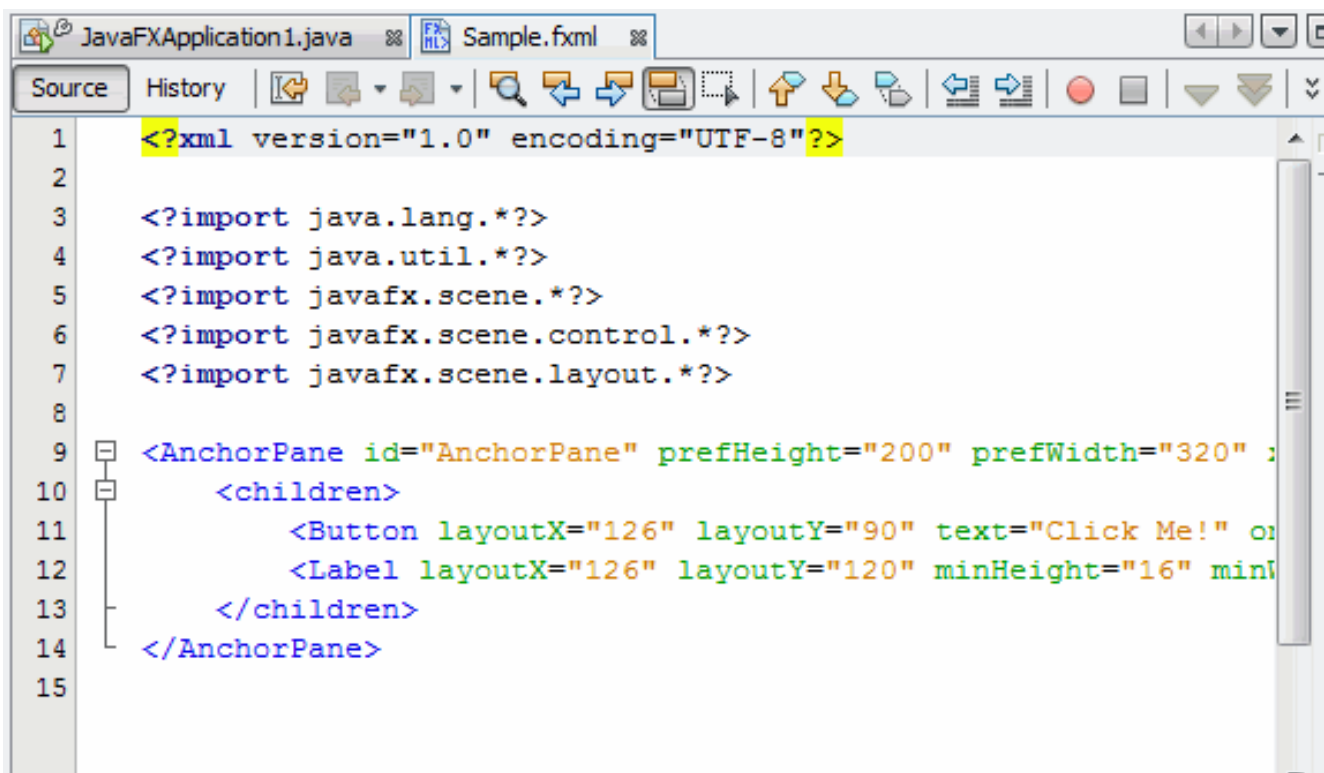 JavaFXApplication1.java Sample.fxml
Source History
1 <?xml version="1.0" encoding="UTF-8"?>
2
3 <?import java.lang.*?>
4 <?import java.util.*?>
5 <?import javafx.scene.*?>
6 <?import javafx.scene.control.*?>
7 <?import javafx.scene.layout.*?>
8
9 <AnchorPane id="AnchorPane" prefHeight="200" prefWidth="320"
10 <children>
11 <Button layoutX="126" layoutY="90" text="Click Me!"
12 <Label layoutX="126" layoutY="120" minHeight="16"
13 </children>
14 </AnchorPane>
15